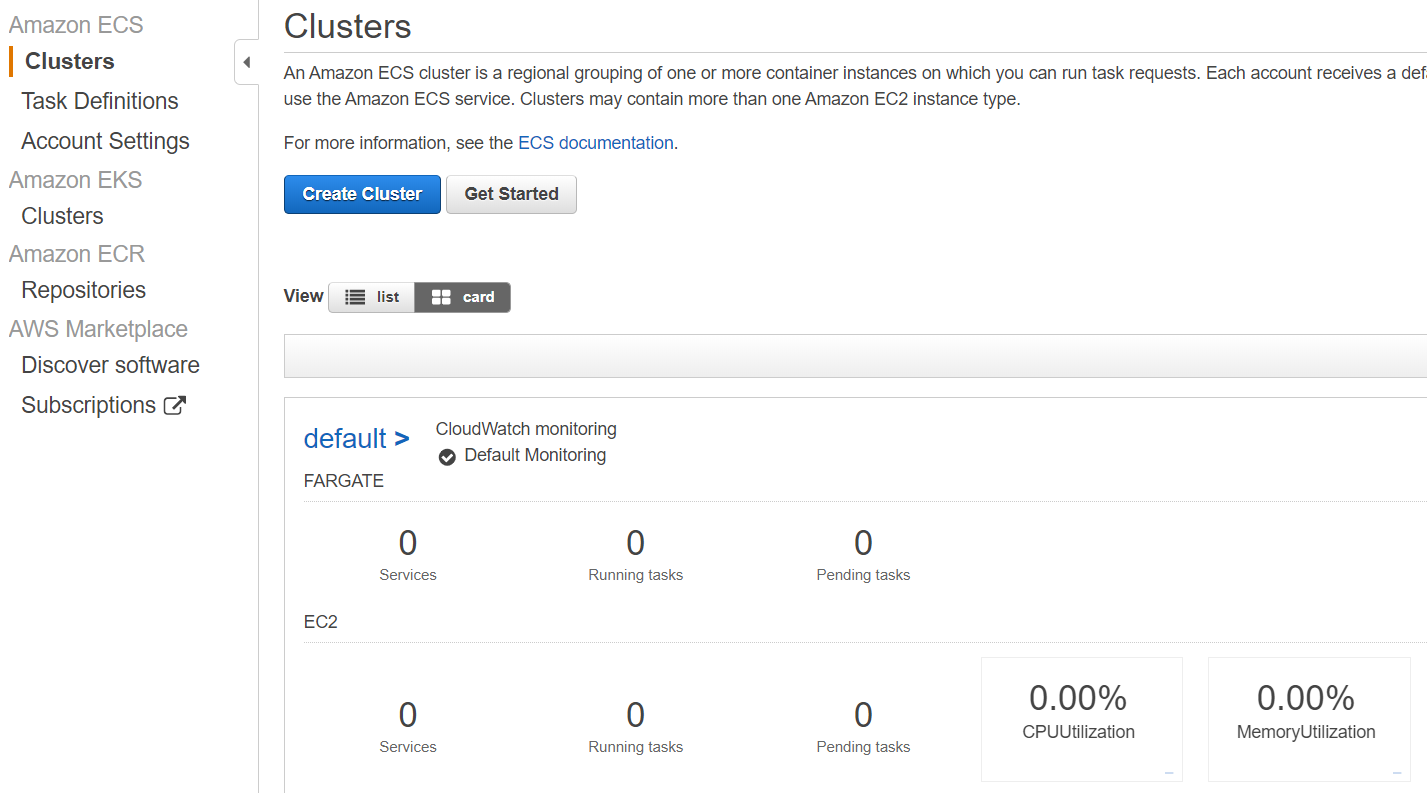 Amazon ECS
Clusters
Task Definitions
Account Settings
Amazon EKS
Clusters
Amazon ECR
Repositories
AWS Marketplace
Discover software
Subscriptions
Clusters
An Amazon ECS cluster is a regional grouping of one or more container instances on which you can run task requests. Each account receives a
use the Amazon ECS service. Clusters may contain more than one Amazon EC2 instance type.
For more information, see the ECS documentation.
Create Cluster Get Started
View list card
default > CloudWatch monitoring
Default Monitoring
FARGATE
0 0 0
Services Running tasks Pending tasks
EC2
0 0 0 0.00% 0.00%
Services Running tasks Pending tasks CPUUtilization MemoryUtilization